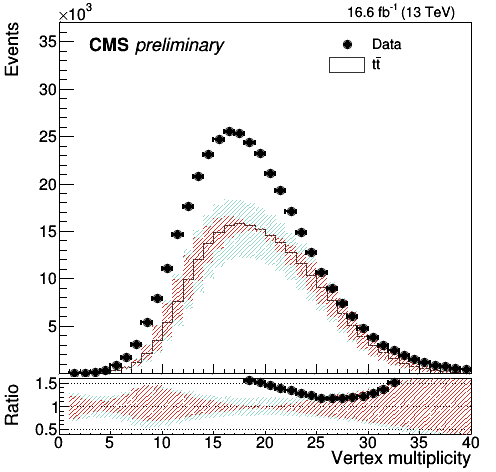 ×10³
16.6 fb⁻¹ (13 TeV)
CMS preliminary
Data
tt̄
Events
35
30
25
20
15
10
5
Ratio
1.5
1
0.5
0 5 10 15 20 25 30 35 40
Vertex multiplicity